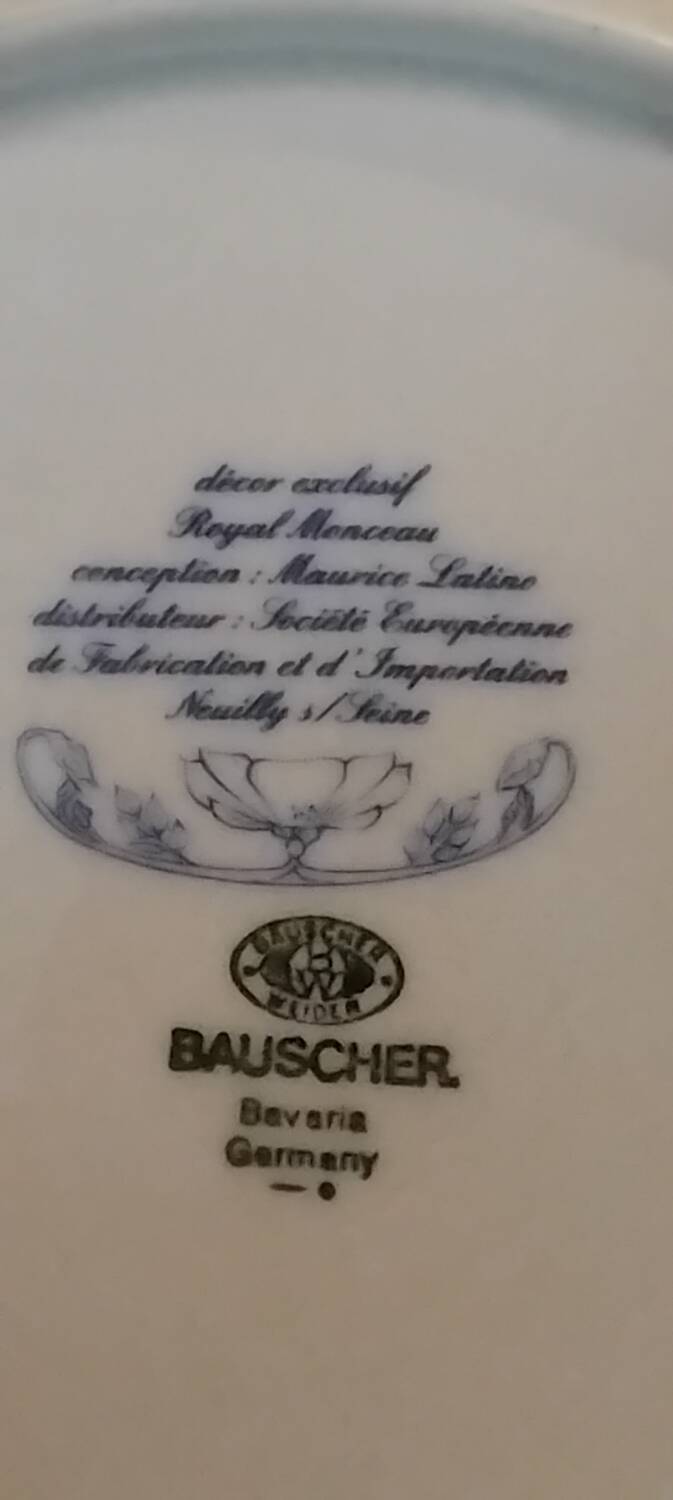 décor exclusif
Royal Monceau
conception : Maurice Latino
distributeur : Société Européenne
de Fabrication et d'Importation
Neuilly s/Seine
BAUSCHER
WEIDEN
BAUSCHER
Bavaria
Germany